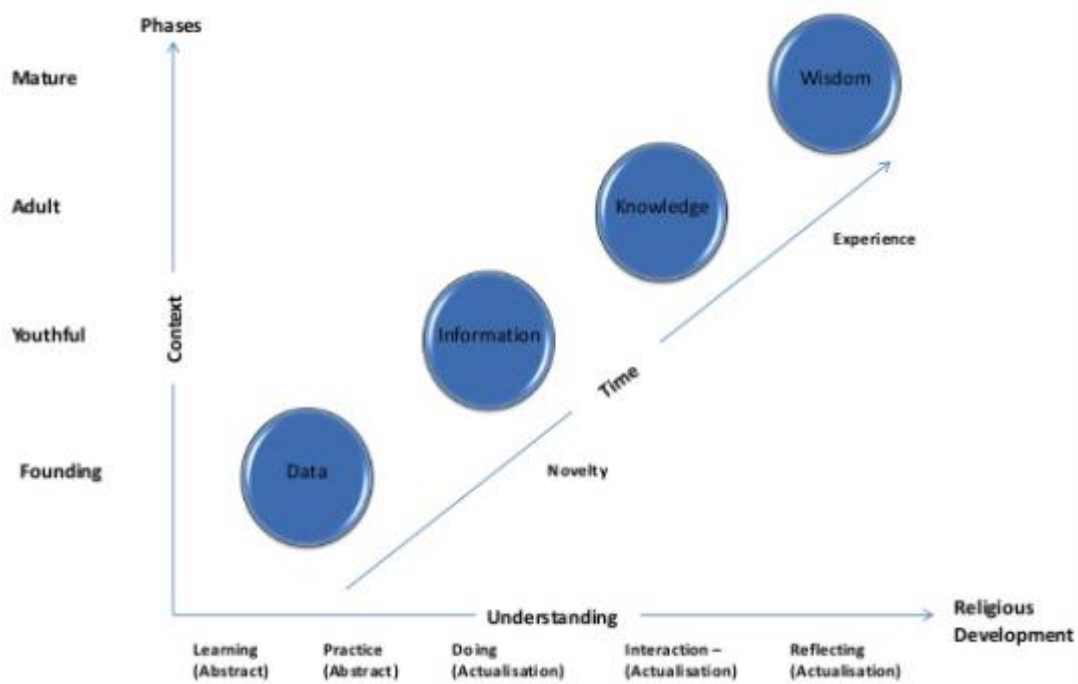 Phases
Mature
Wisdom
Adult
Knowledge
Experience
Context
Youthful
Information
Time
Founding
Data
Novelty
Understanding
Religious
Development
Learning
(Abstract)
Practice
(Abstract)
Doing
(Actualisation)
Interaction –
(Actualisation)
Reflecting
(Actualisation)